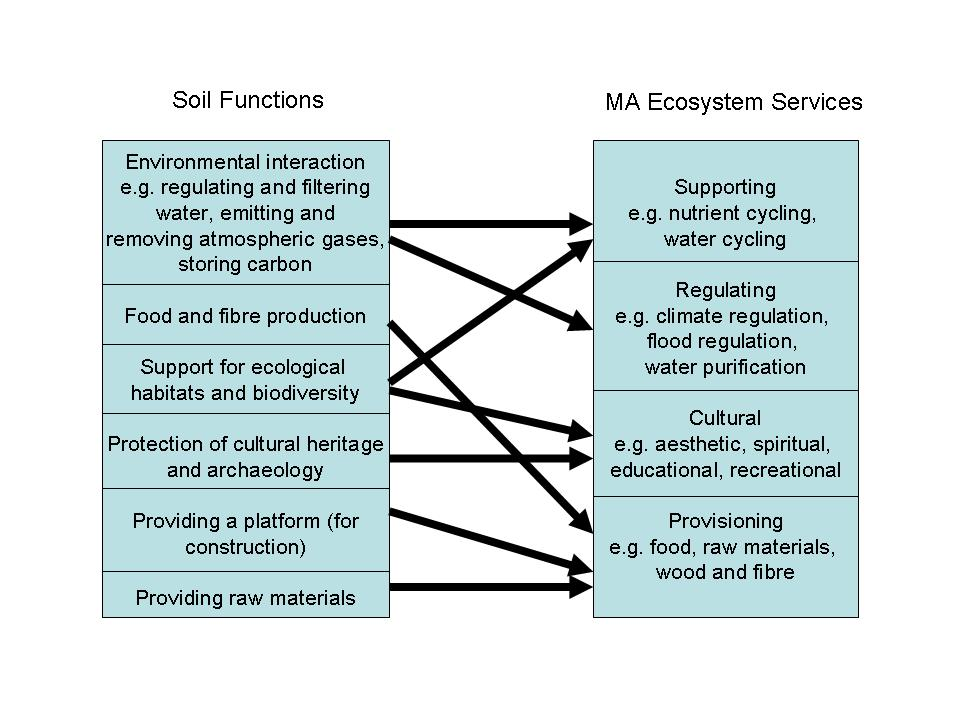 Soil Functions
MA Ecosystem Services
Environmental interaction
e.g. regulating and filtering
water, emitting and
removing atmospheric gases,
storing carbon
Food and fibre production
Support for ecological
habitats and biodiversity
Protection of cultural heritage
and archaeology
Providing a platform (for
construction)
Providing raw materials
Supporting
e.g. nutrient cycling,
water cycling
Regulating
e.g. climate regulation,
flood regulation,
water purification
Cultural
e.g. aesthetic, spiritual,
educational, recreational
Provisioning
e.g. food, raw materials,
wood and fibre